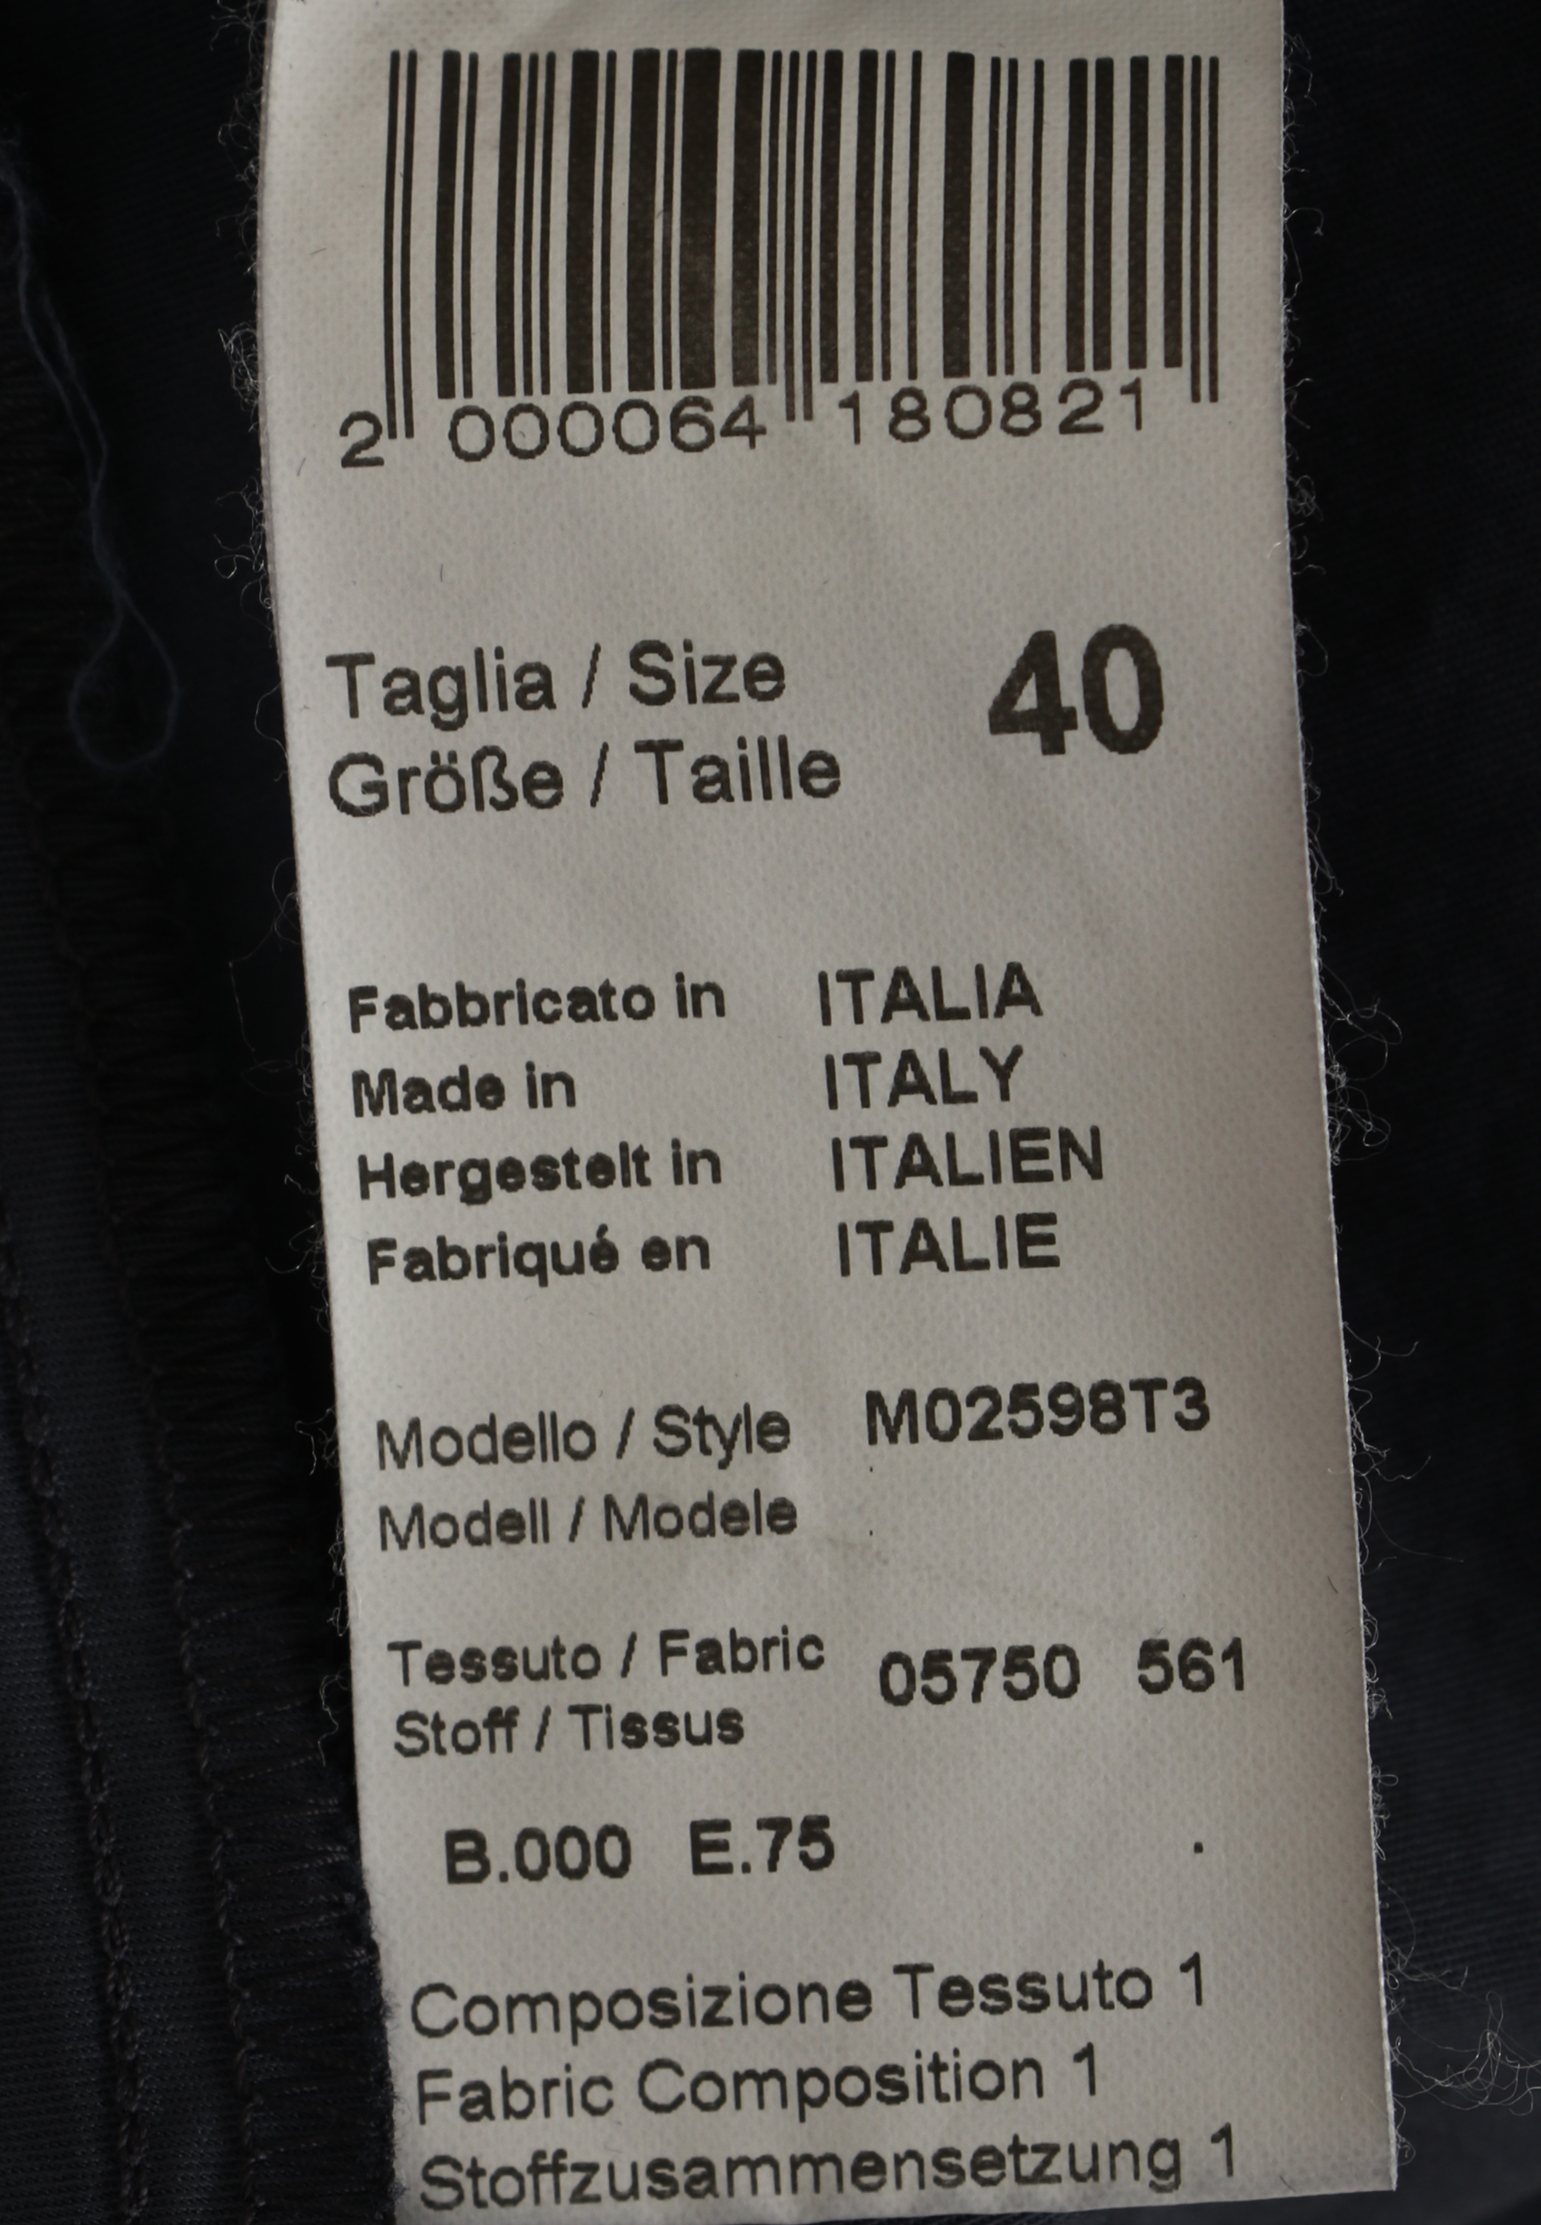 2 000064 180821
Taglia / Size 40
Größe / Taille
Fabbricato in ITALIA
Made in ITALY
Hergestelt in ITALIEN
Fabriqué en ITALIE
Modello / Style M02598T3
Modell / Modele
Tessuto / Fabric 05750 561
Stoff / Tissus
B.000 E.75 .
Composizione Tessuto 1
Fabric Composition 1
Stoffzusammensetzung 1